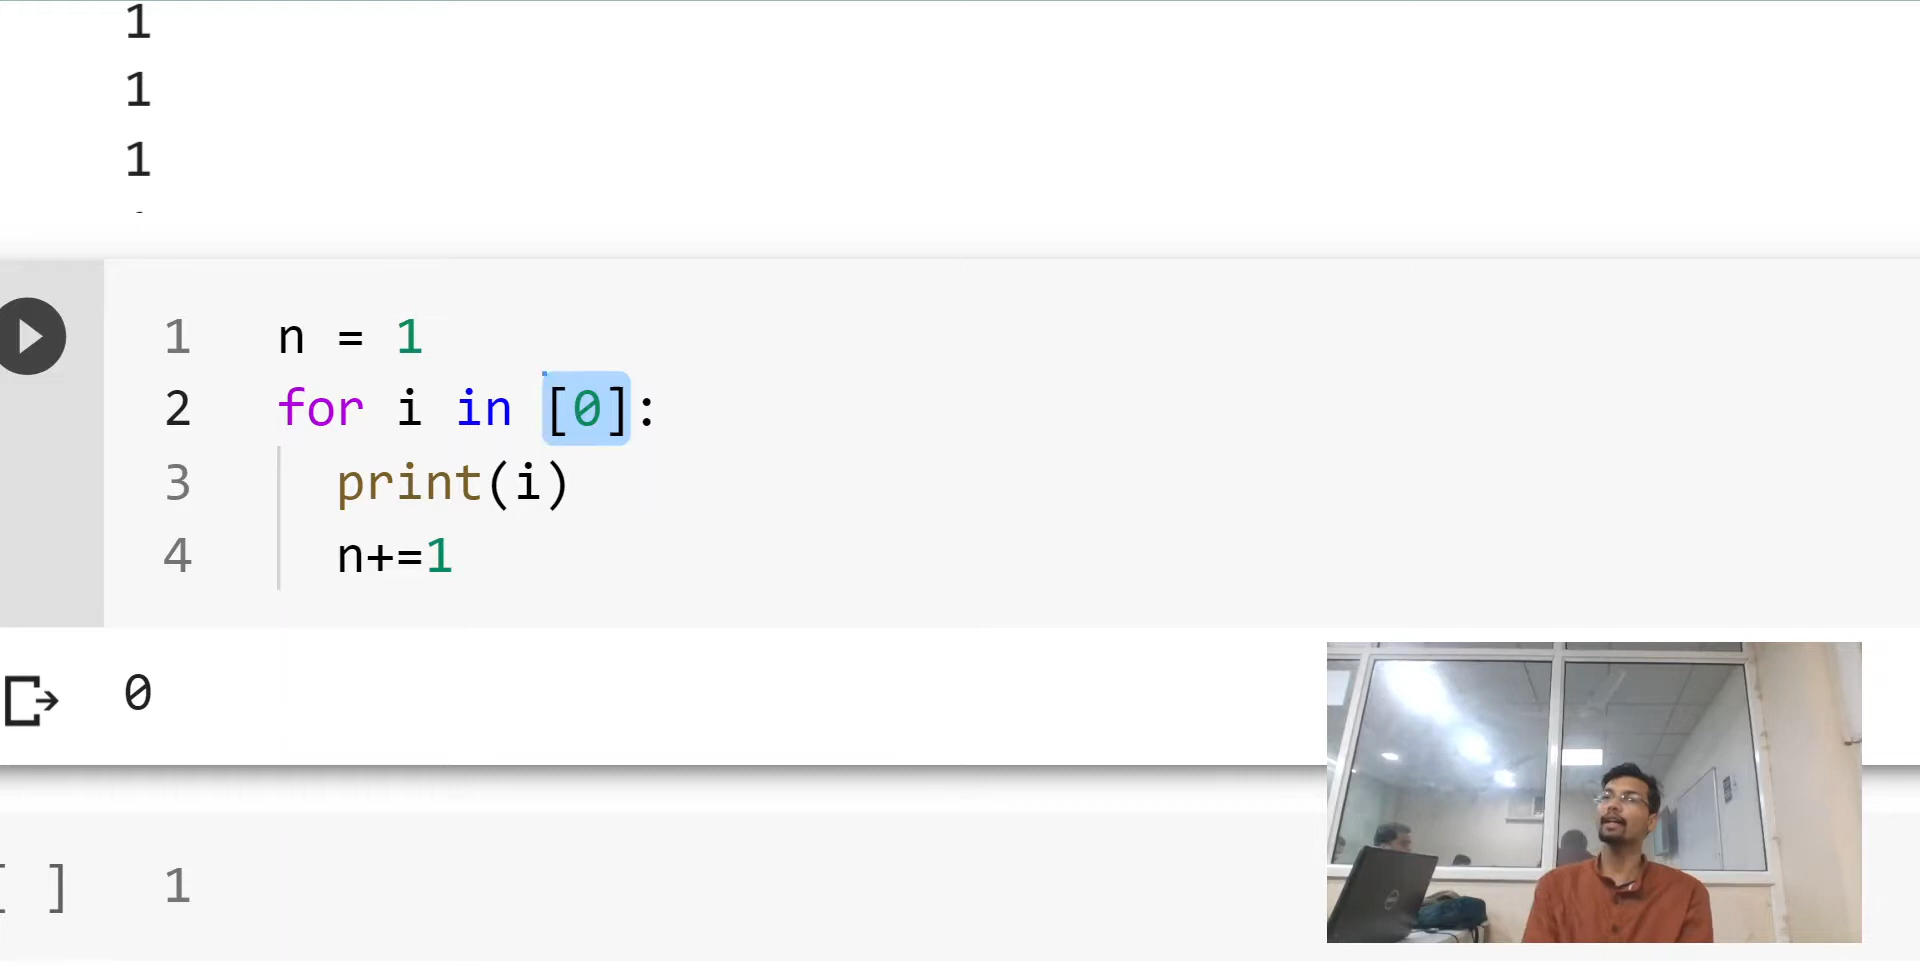 1
1
1
1 n = 1
2 for i in [0]:
3 print(i)
4 n+=1
0
[ ] 1